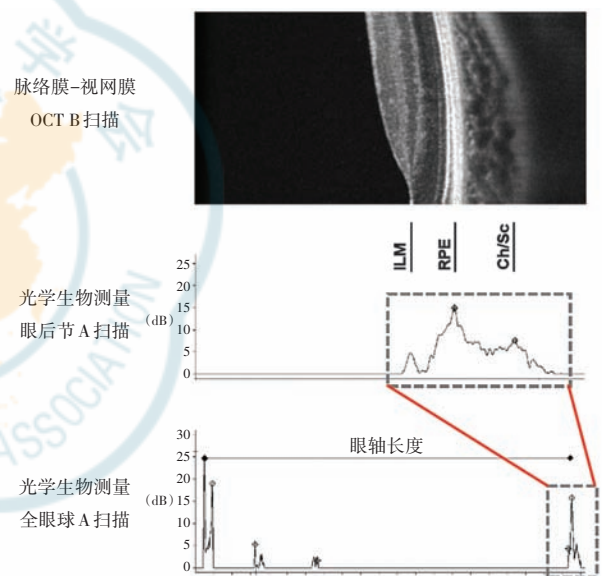 脉络膜-视网膜
OCT B扫描
ILM
RPE
Ch/Sc
光学生物测量
眼后节A扫描
(dB)
25
20
15
10
5
0
光学生物测量
全眼球A扫描
(dB)
30
25
20
15
10
5
0
眼轴长度
学会
ASSOCIATION